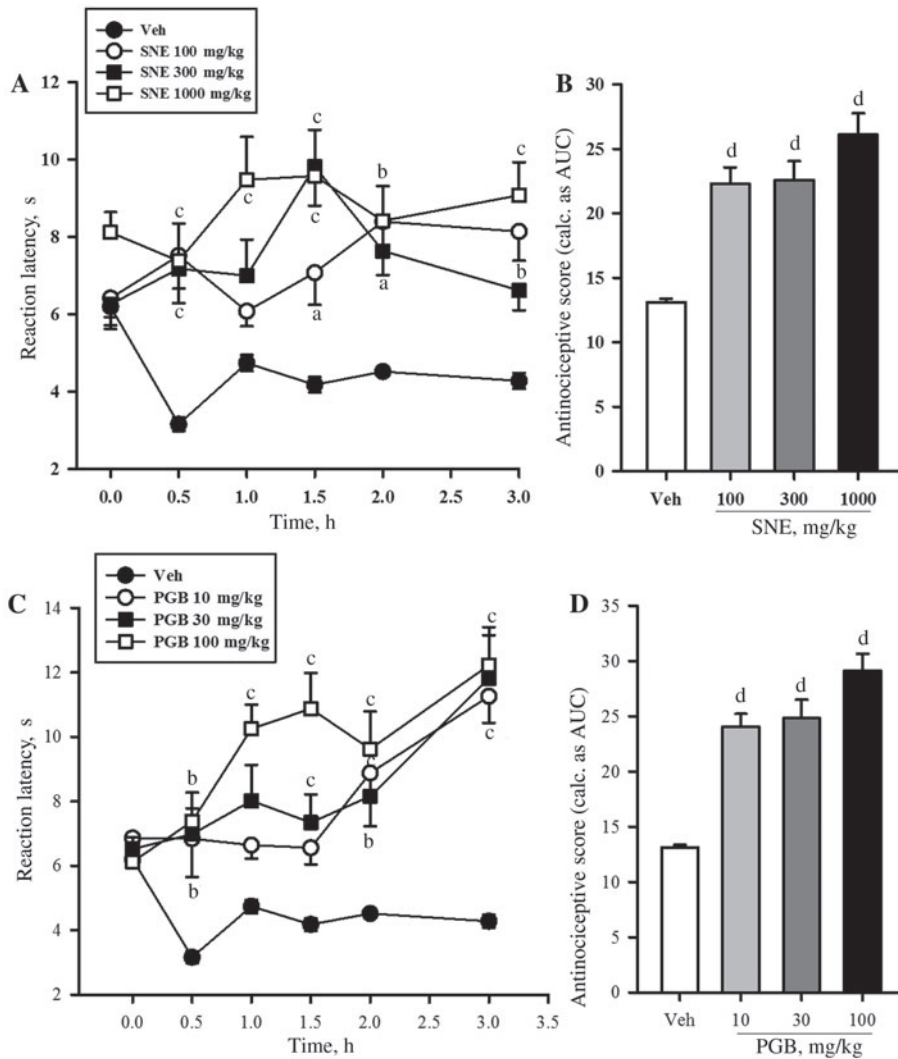 Veh
SNE 100 mg/kg
SNE 300 mg/kg
SNE 1000 mg/kg
A
12
10
8
6
4
2
Reaction latency, s
c
c
c
c
c
a
b
a
c
b
0.0 0.5 1.0 1.5 2.0 3.0
Time, h
B
30
25
20
15
10
5
0
Antinociceptive score (calc. as AUC)
d
d
d
Veh 100 300 1000
SNE, mg/kg
Veh
PGB 10 mg/kg
PGB 30 mg/kg
PGB 100 mg/kg
C
14
12
10
8
6
4
2
Reaction latency, s
b
b
c
c
c
c
c
b
c
c
0.0 0.5 1.0 1.5 2.0 3.0 3.5
Time, h
D
35
30
25
20
15
10
5
0
Antinociceptive score (calc. as AUC)
d
d
d
Veh 10 30 100
PGB, mg/kg